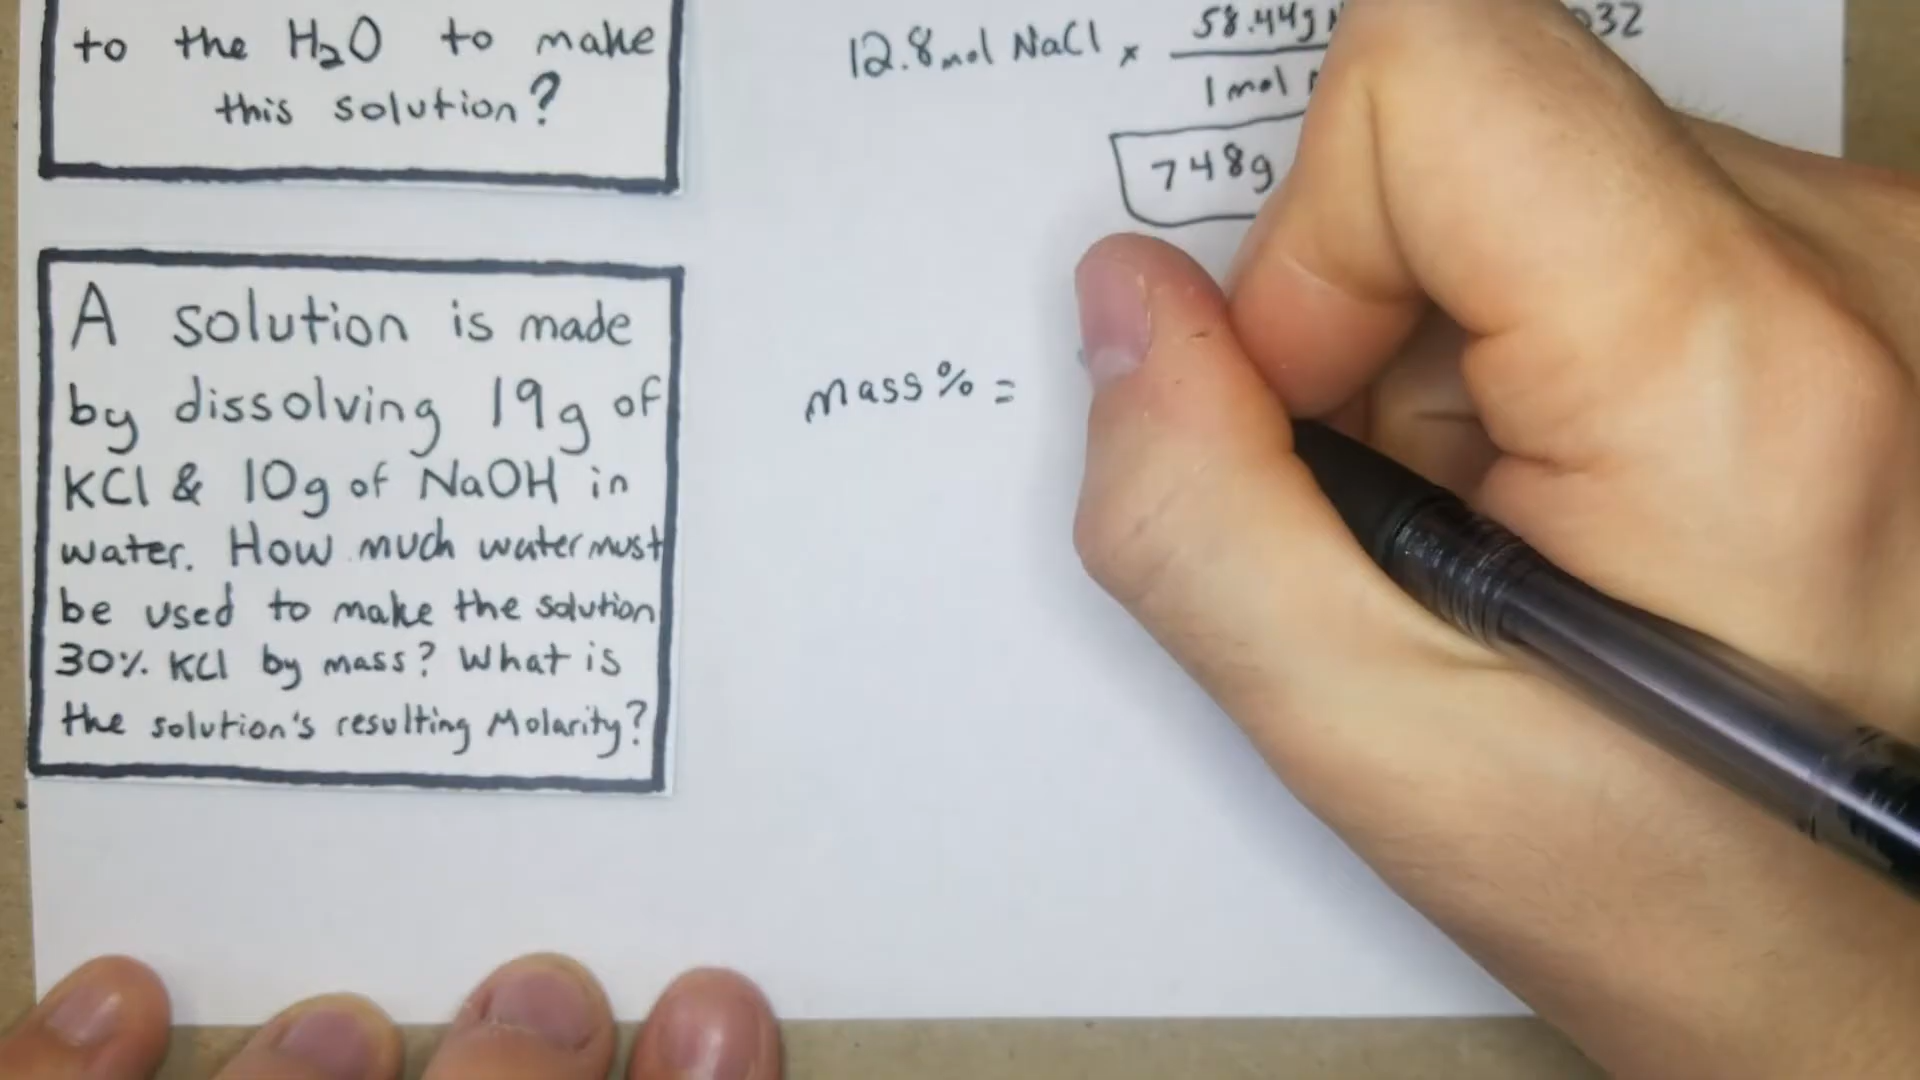 to the H₂O to make
this solution?
A solution is made
by dissolving 19g of
KCl & 10g of NaOH in
water. How much water must
be used to make the solution
30% KCl by mass? What is
the solution's resulting Molarity?
12.8mol NaCl x
58.44g
1mol
32
748g
mass% =